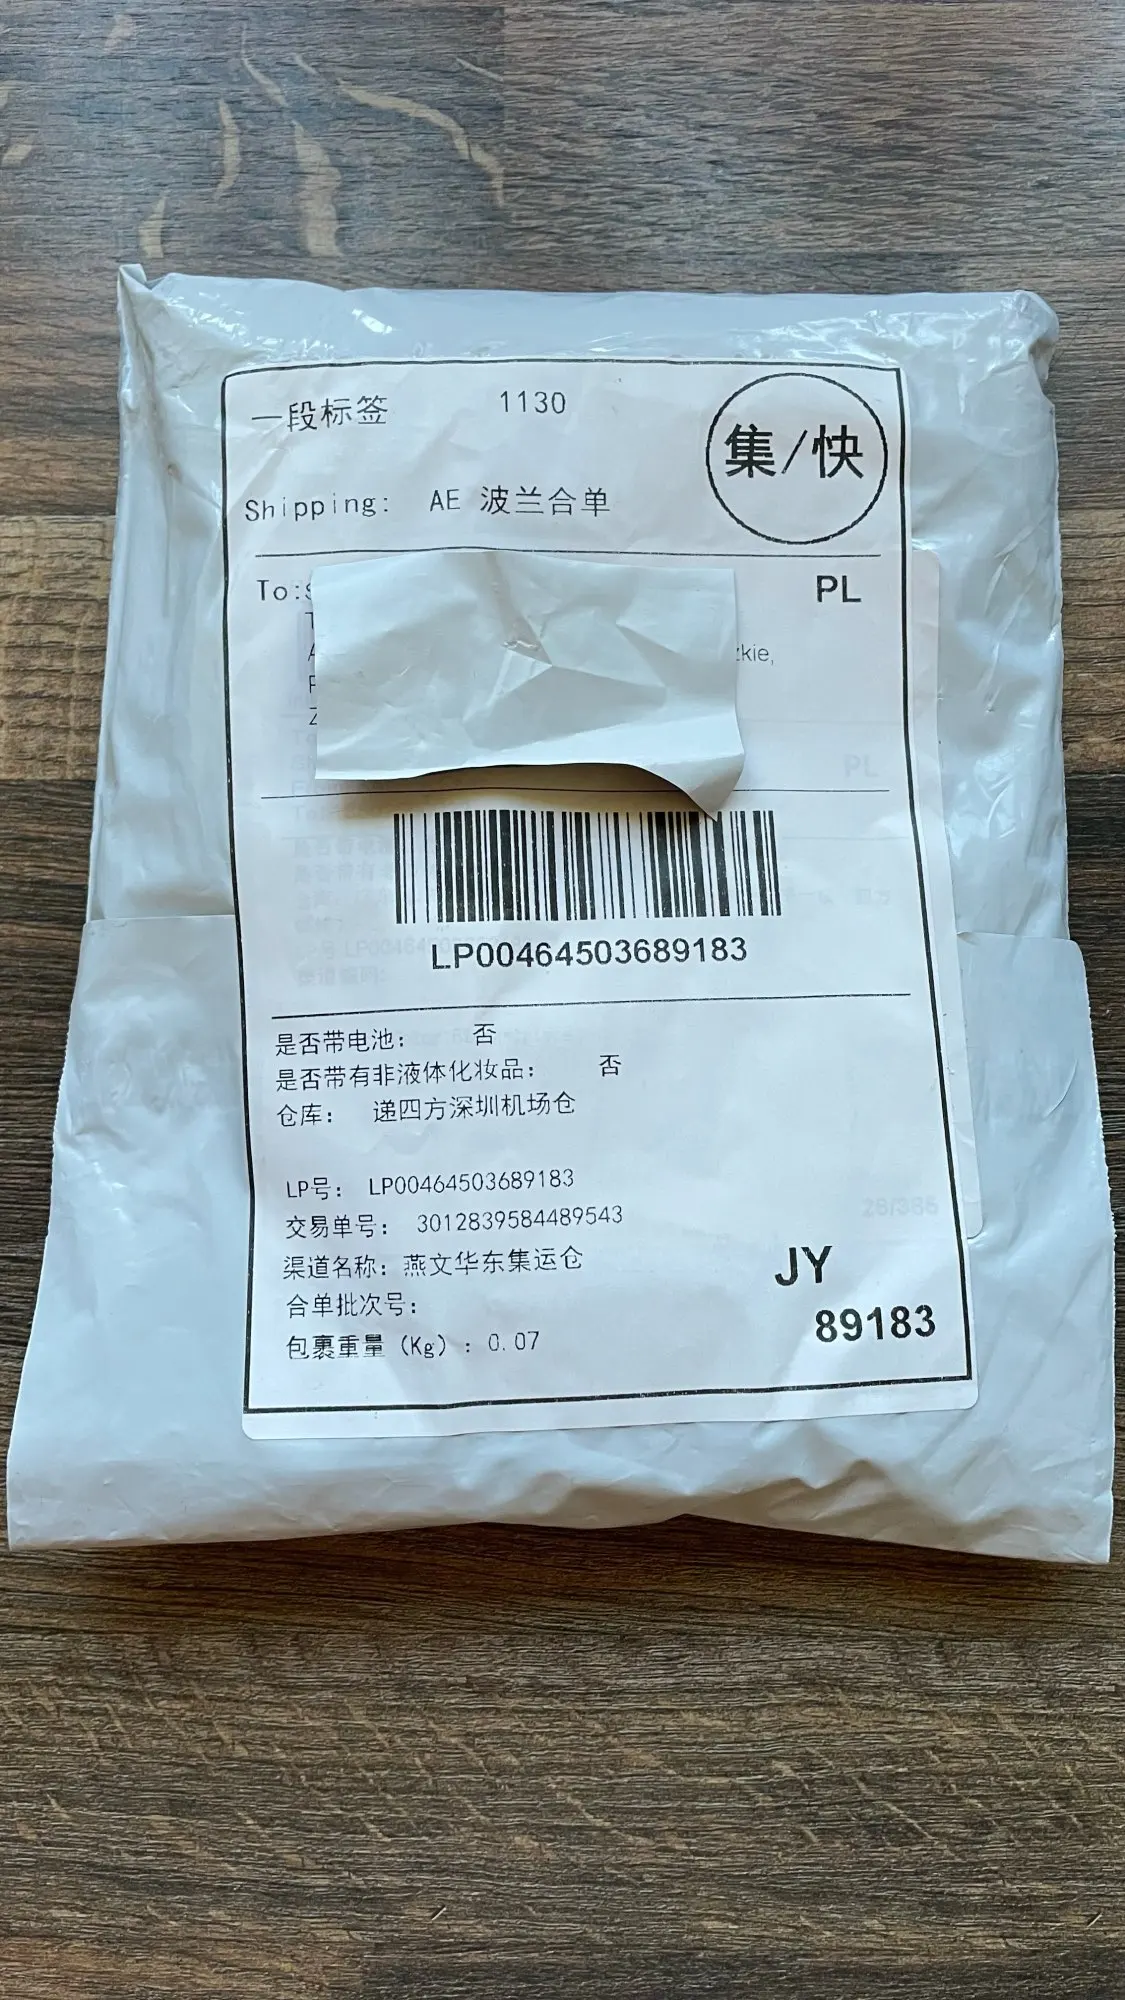 一段标签 1130
集/快
Shipping: AE 波兰合单
To:
PL
zkie,
PL
LP00464503689183
是否带电池： 否
是否带有非液体化妆品： 否
仓库： 递四方深圳机场仓
LP号： LP00464503689183
交易单号： 3012839584489543
28/386
渠道名称：燕文华东集运仓
JY
合单批次号：
89183
包裹重量（Kg）：0.07